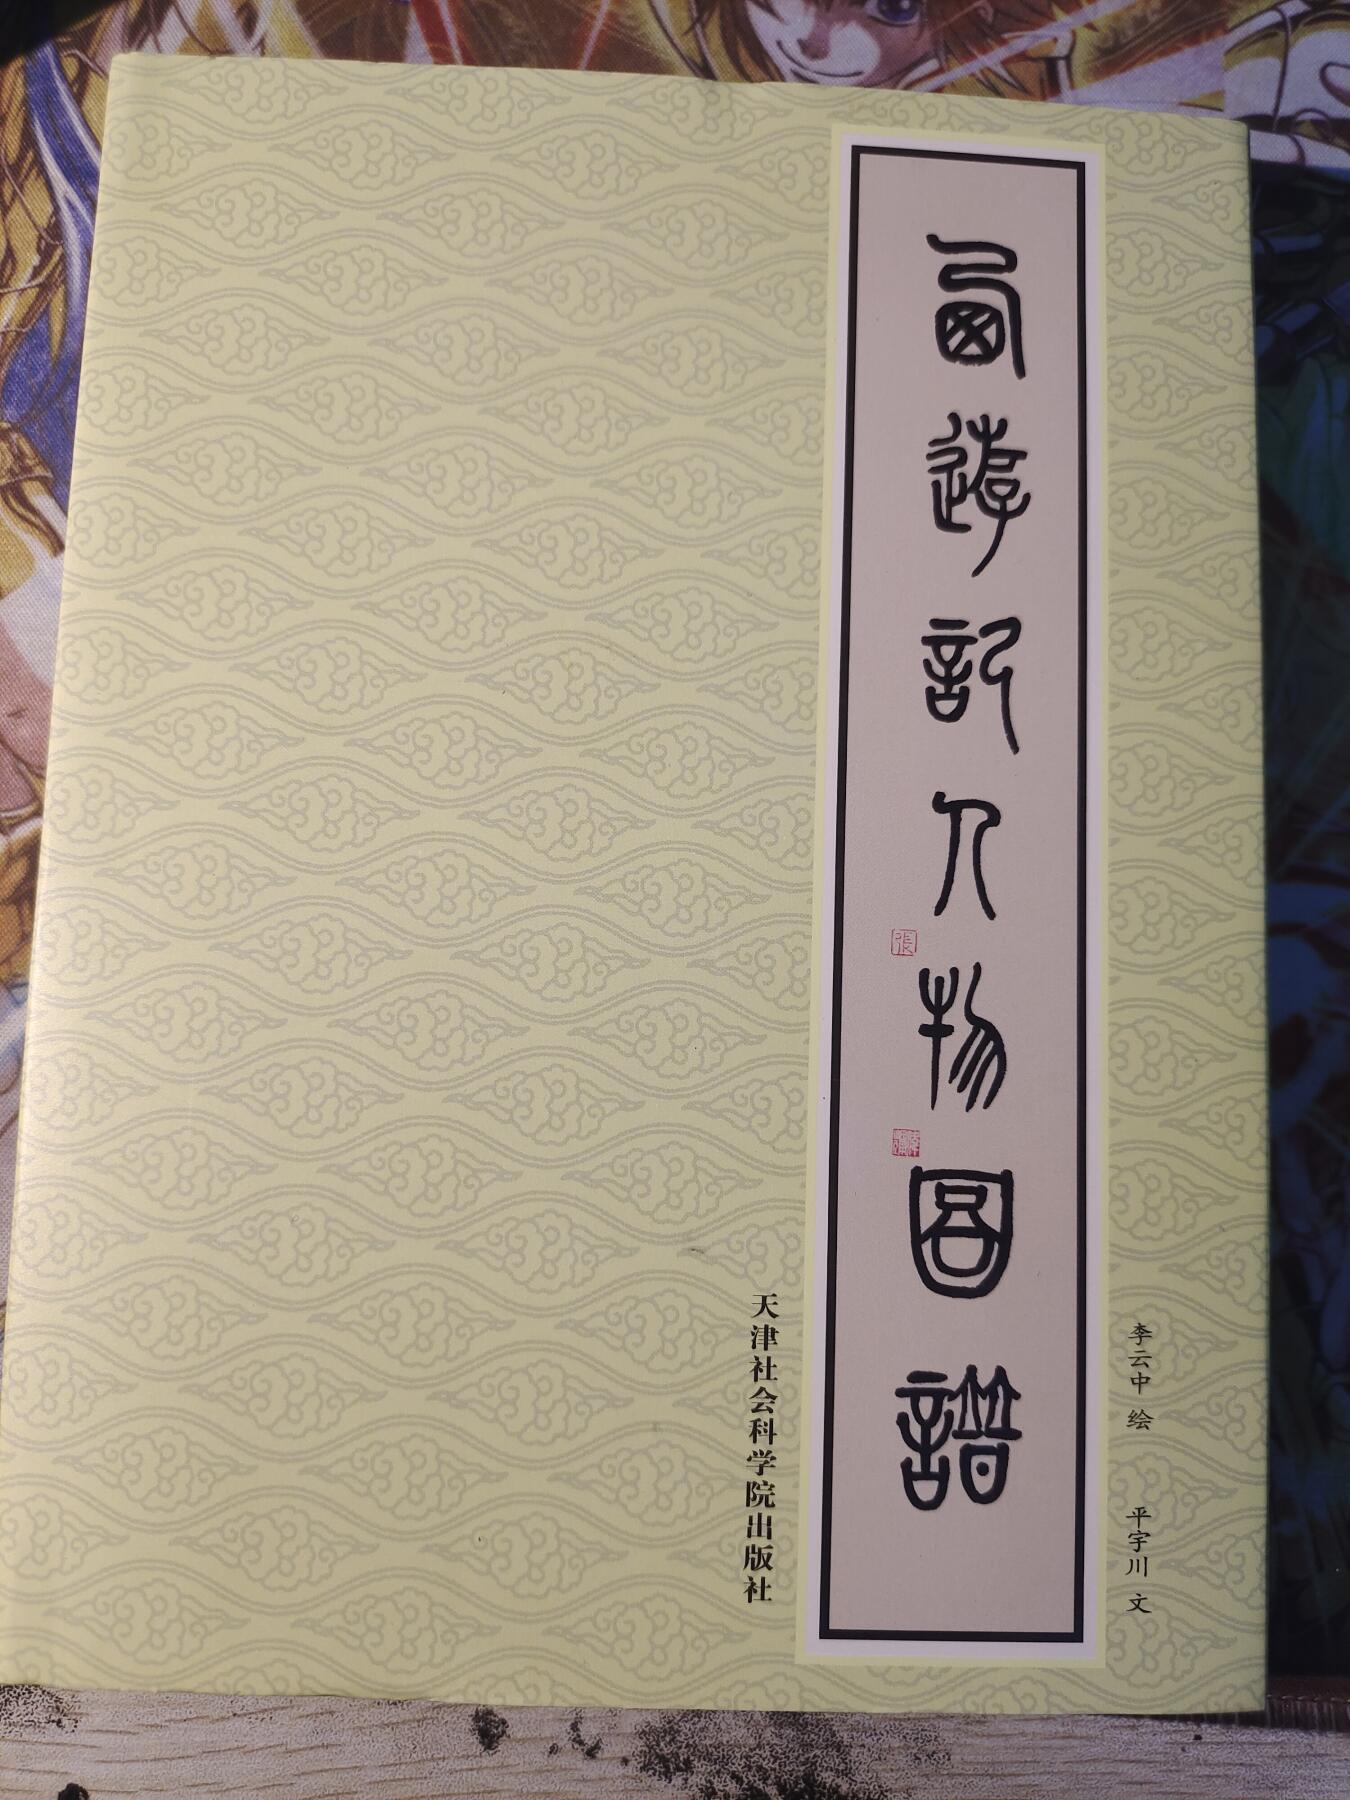 李云中 绘 平宇川 文
西遊記人物圖譜
張
天津社会科学院出版社